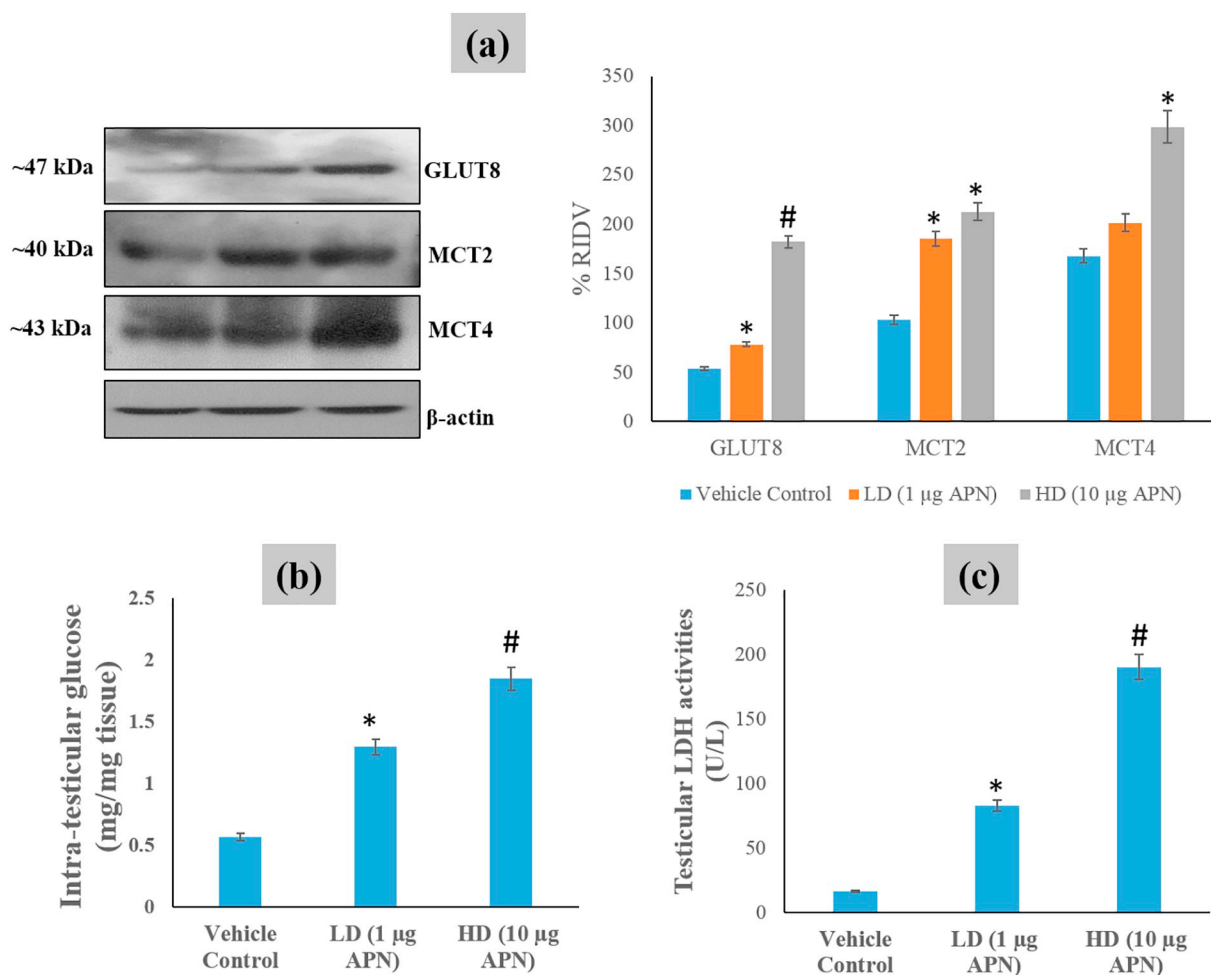 (a)
~47 kDa
GLUT8
~40 kDa
MCT2
~43 kDa
MCT4
β-actin
% RIDV
350
300
250
200
150
100
50
0
#
*
*
*
*
GLUT8 MCT2 MCT4
Vehicle Control LD (1 µg APN) HD (10 µg APN)
(b)
Intra-testicular glucose
(mg/mg tissue)
2.5
2
1.5
1
0.5
0
*
#
Vehicle
Control
LD (1 µg
APN)
HD (10 µg
APN)
(c)
Testicular LDH activities
(U/L)
250
200
150
100
50
0
*
#
Vehicle
Control
LD (1 µg
APN)
HD (10 µg
APN)